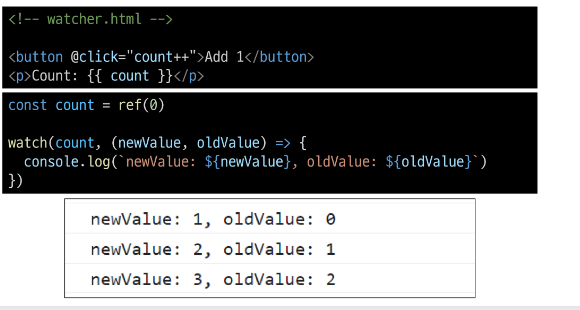 <!-- watcher.html -->
<button @click="count++">Add 1</button>
<p>Count: {{ count }}</p>
const count = ref(0)
watch(count, (newValue, oldValue) => {
  console.log(`newValue: ${newValue}, oldValue: ${oldValue}`)
})
newValue: 1, oldValue: 0
newValue: 2, oldValue: 1
newValue: 3, oldValue: 2